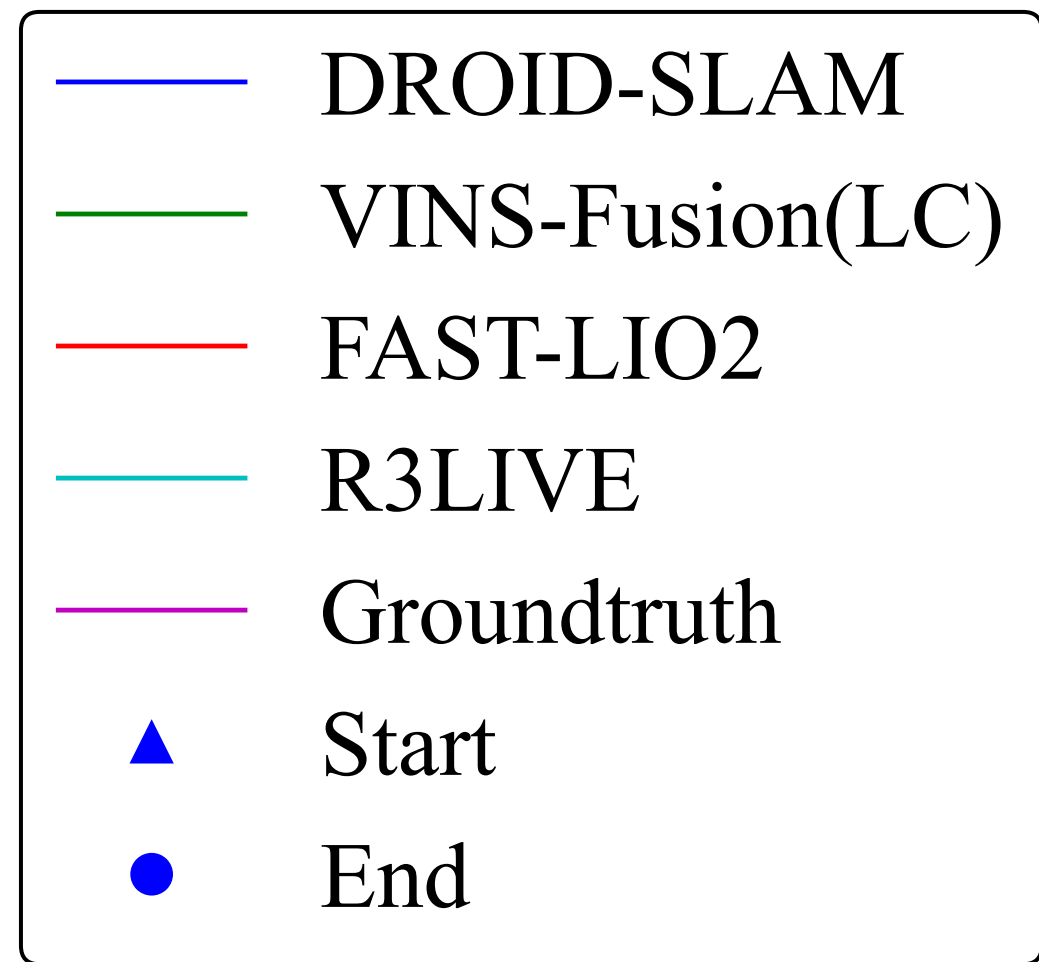 DROID-SLAM
VINS-Fusion(LC)
FAST-LIO2
R3LIVE
Groundtruth
Start
End